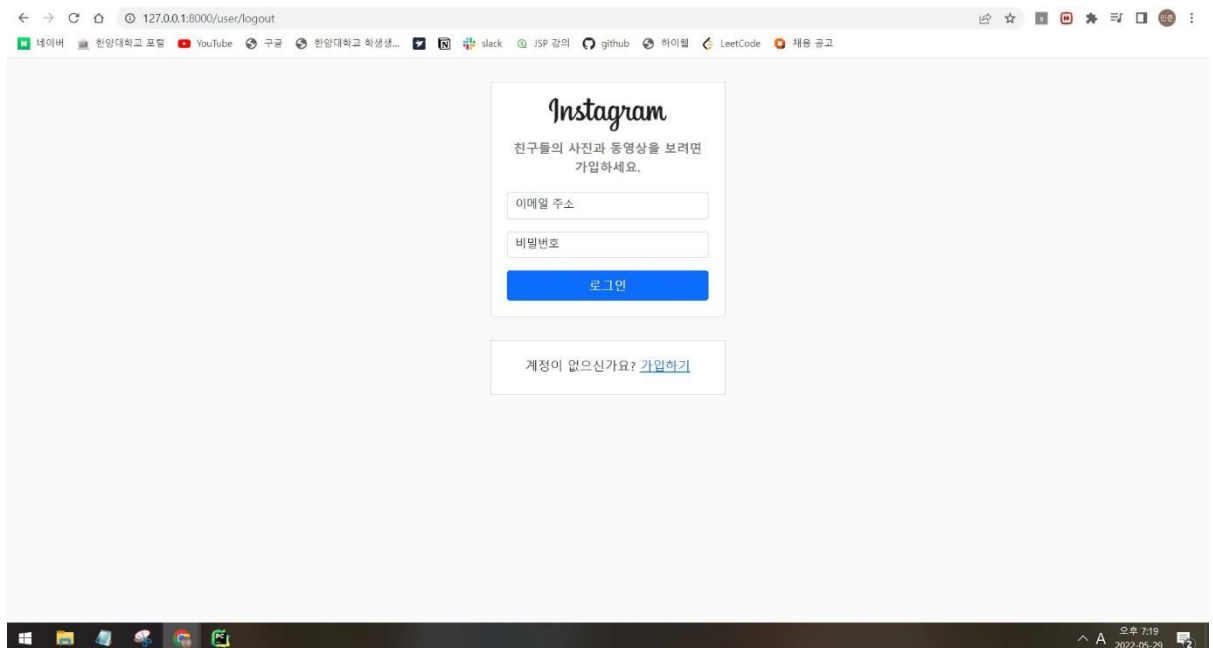 127.0.0.1:8000/user/logout
네이버 한양대학교 포털 YouTube 구글 한양대학교 학생생... slack JSP 강의 github 하이웹 LeetCode 채용 공고
Instagram
친구들의 사진과 동영상을 보려면
가입하세요.
이메일 주소
비밀번호
로그인
계정이 없으신가요? 가입하기
A 오후 7:19
2022-05-29